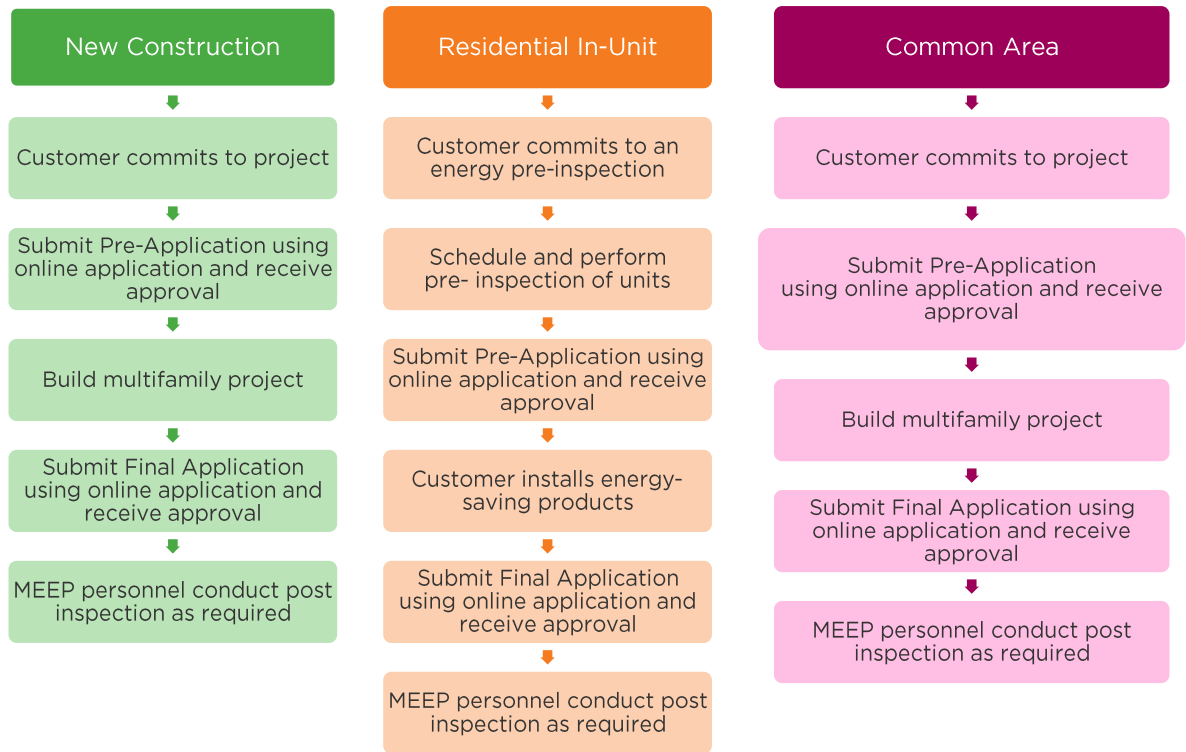 New Construction
Customer commits to project
Submit Pre-Application using
online application and receive
approval
Build multifamily project
Submit Final Application
using online application and
receive approval
MEEP personnel conduct post
inspection as required
Residential In-Unit
Customer commits to an
energy pre-inspection
Schedule and perform
pre- inspection of units
Submit Pre-Application using
online application and receive
approval
Customer installs energy-
saving products
Submit Final Application
using online application and
receive approval
MEEP personnel conduct post
inspection as required
Common Area
Customer commits to project
Submit Pre-Application
using online application and receive
approval
Build multifamily project
Submit Final Application using
online application and receive
approval
MEEP personnel conduct post
inspection as required